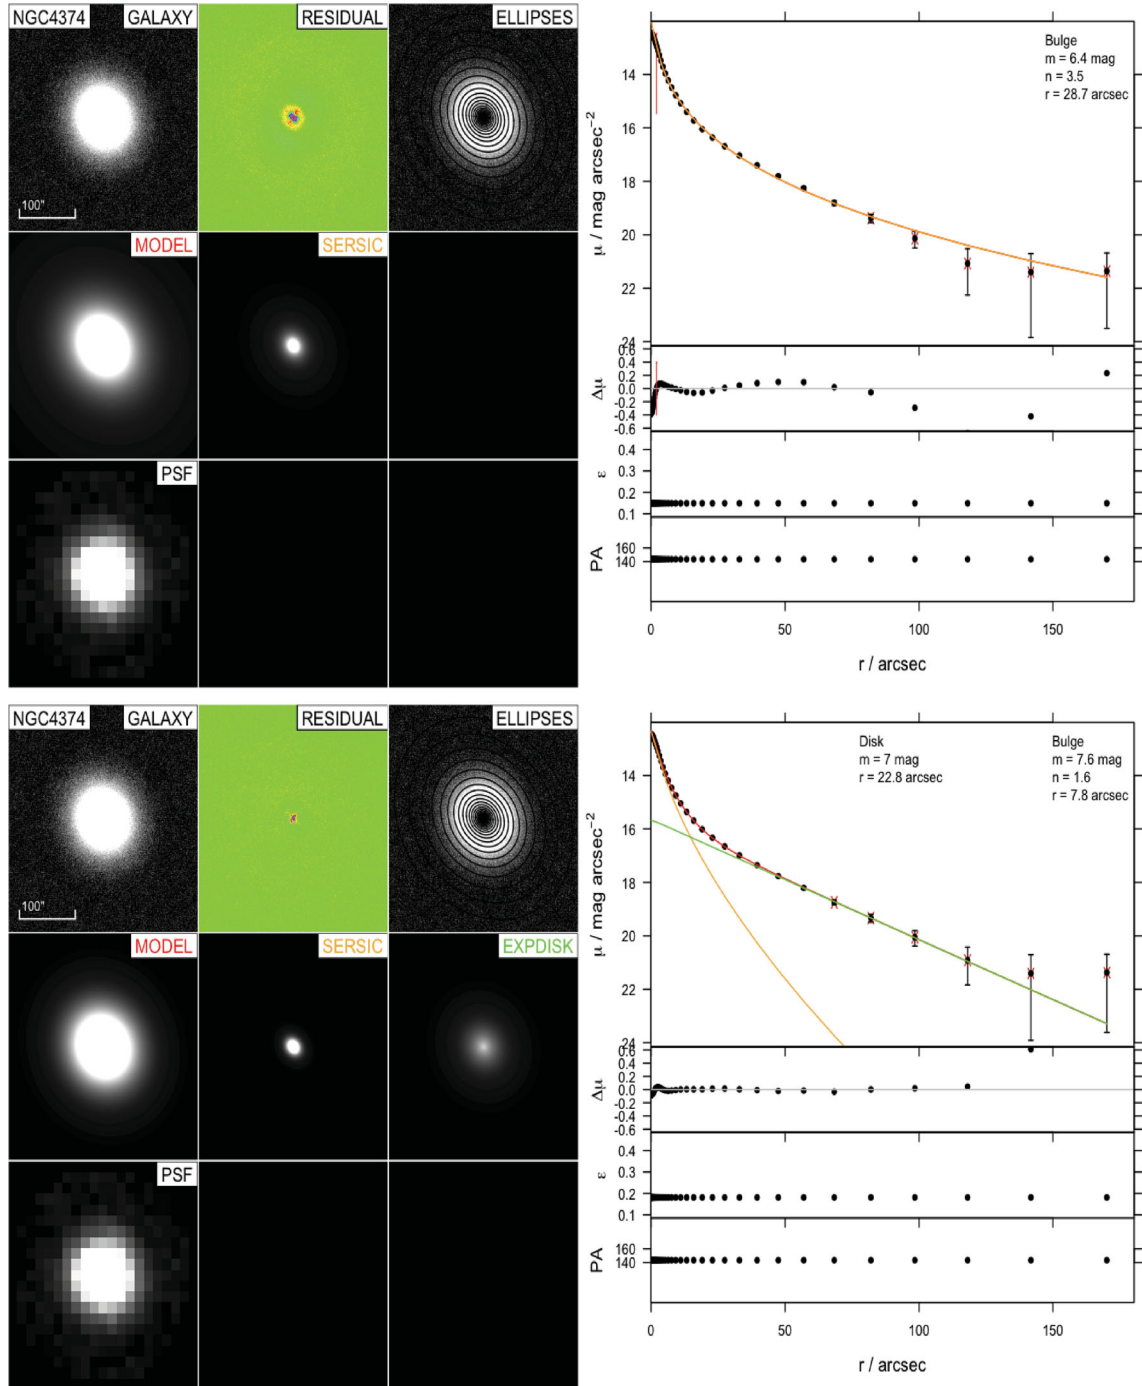 NGC4374 GALAXY RESIDUAL ELLIPSES
100"
MODEL SERSIC
PSF
Bulge
m = 6.4 mag
n = 3.5
r = 28.7 arcsec
μ / mag arcsec⁻²
14
16
18
20
22
24
Δμ
0.6
0.4
0.2
0.0
-0.2
-0.4
-0.6
ε
0.4
0.3
0.2
0.1
PA
160
140
0 50 100 150
r / arcsec
NGC4374 GALAXY RESIDUAL ELLIPSES
100"
MODEL SERSIC EXPDISK
PSF
Disk
m = 7 mag
r = 22.8 arcsec
Bulge
m = 7.6 mag
n = 1.6
r = 7.8 arcsec
μ / mag arcsec⁻²
14
16
18
20
22
24
Δμ
0.6
0.4
0.2
0.0
-0.2
-0.4
-0.6
ε
0.4
0.3
0.2
0.1
PA
160
140
0 50 100 150
r / arcsec